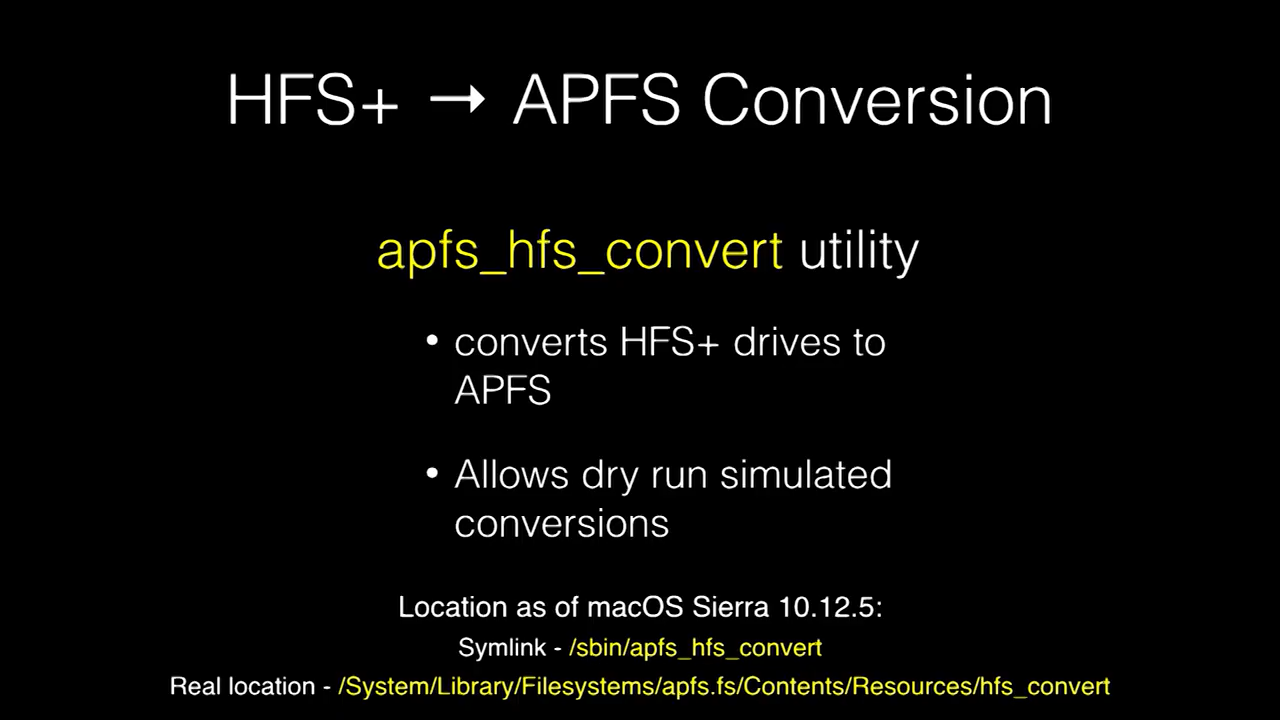 HFS+ → APFS Conversion
apfs_hfs_convert utility
• converts HFS+ drives to
APFS
• Allows dry run simulated
conversions
Location as of macOS Sierra 10.12.5:
Symlink - /sbin/apfs_hfs_convert
Real location - /System/Library/Filesystems/apfs.fs/Contents/Resources/hfs_convert